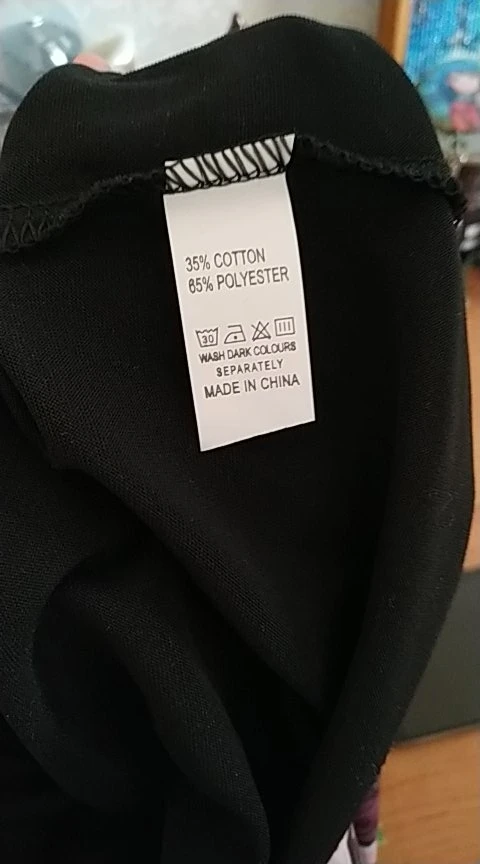 35% COTTON
65% POLYESTER
30
WASH DARK COLOURS
SEPARATELY
MADE IN CHINA